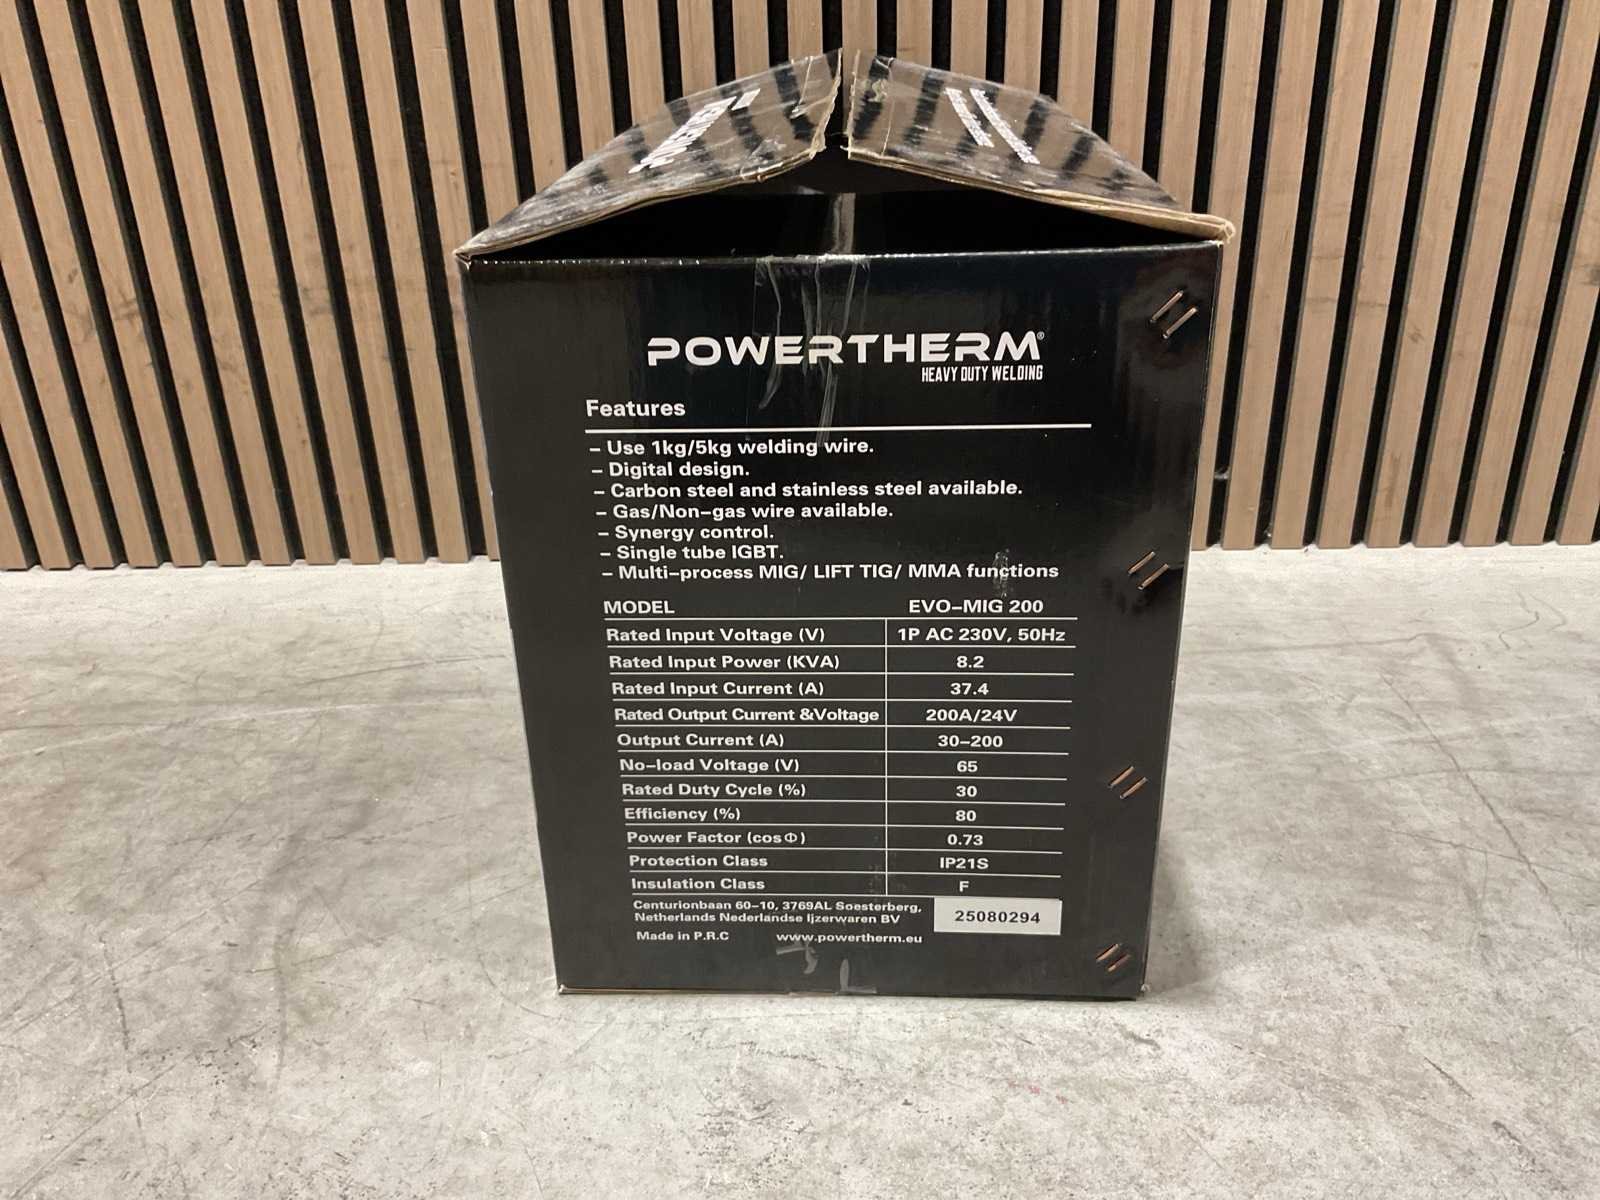 POWERTHERM®
HEAVY DUTY WELDING
Features
– Use 1kg/5kg welding wire.
– Digital design.
– Carbon steel and stainless steel available.
– Gas/Non-gas wire available.
– Synergy control.
– Single tube IGBT.
– Multi-process MIG/ LIFT TIG/ MMA functions
MODEL EVO-MIG 200
Rated Input Voltage (V) 1P AC 230V, 50Hz
Rated Input Power (KVA) 8.2
Rated Input Current (A) 37.4
Rated Output Current &Voltage 200A/24V
Output Current (A) 30-200
No-load Voltage (V) 65
Rated Duty Cycle (%) 30
Efficiency (%) 80
Power Factor (cosΦ) 0.73
Protection Class IP21S
Insulation Class F
Centurionbaan 60-10, 3769AL Soesterberg,
Netherlands Nederlandse Ijzerwaren BV
25080294
Made in P.R.C www.powertherm.eu